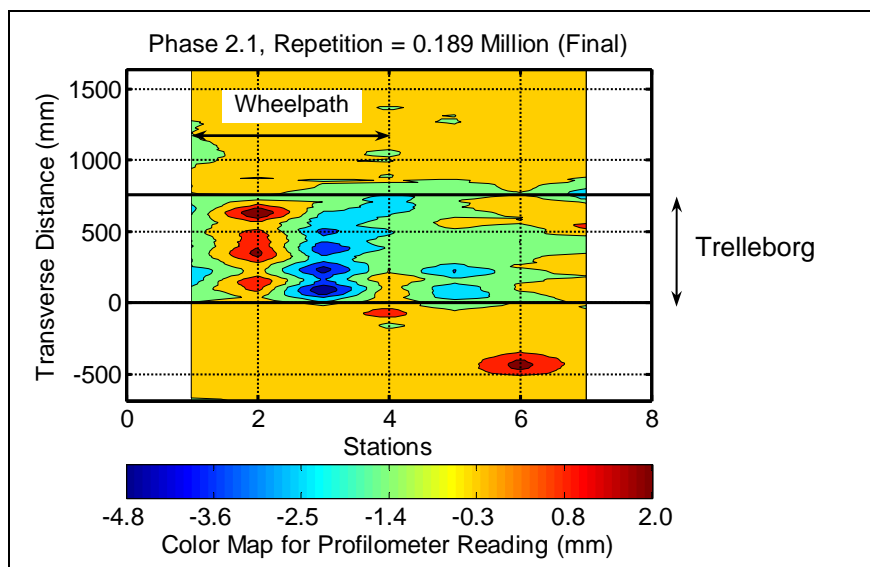 Phase 2.1, Repetition = 0.189 Million (Final)
Transverse Distance (mm)
1500
1000
500
0
-500
Wheelpath
Trelleborg
0 2 4 6 8
Stations
-4.8 -3.6 -2.5 -1.4 -0.3 0.8 2.0
Color Map for Profilometer Reading (mm)